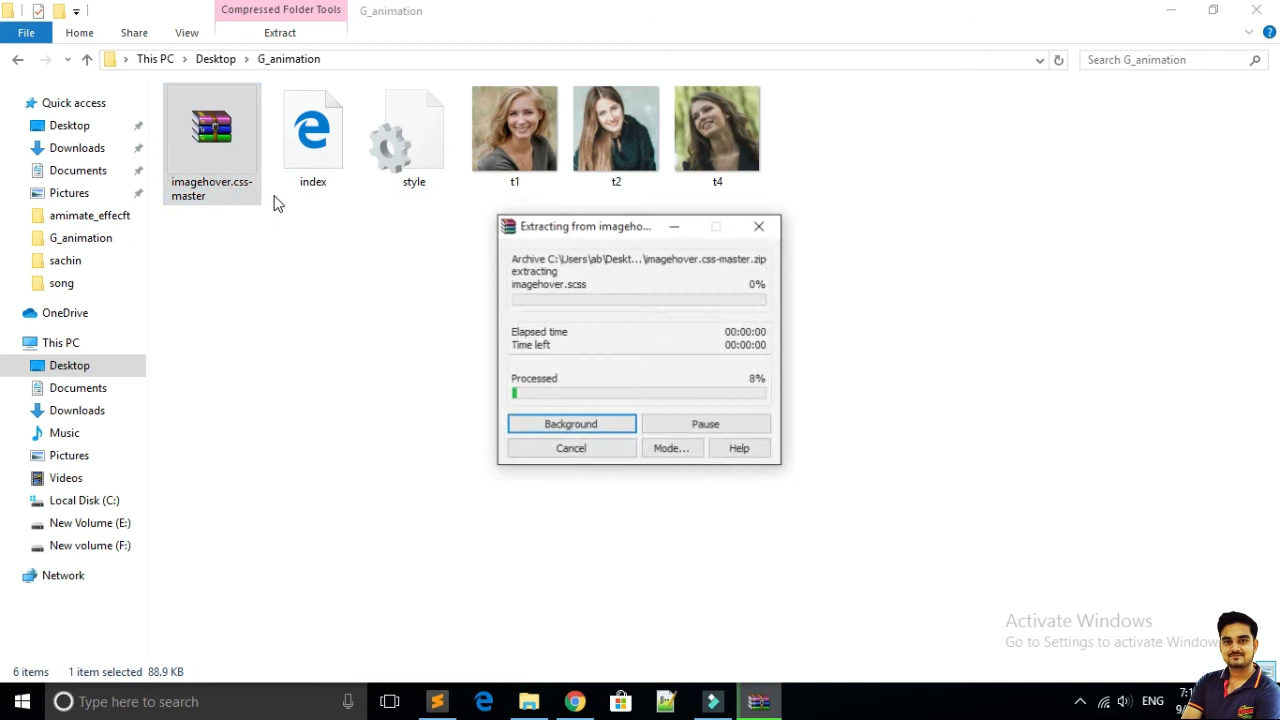 Compressed Folder Tools
G_animation
File
Home
Share
View
Extract
This PC
Desktop
G_animation
Search G_animation
Quick access
Desktop
Downloads
Documents
Pictures
amimate_effecft
G_animation
sachin
song
OneDrive
This PC
Desktop
Documents
Downloads
Music
Pictures
Videos
Local Disk (C:)
New Volume (E:)
New volume (F:)
Network
imagehover.css-
master
index
style
t1
t2
t4
Extracting from imageho...
Archive C:\Users\ab\Deskt...\imagehover.css-master.zip
extracting
imagehover.scss 0%
Elapsed time 00:00:00
Time left 00:00:00
Processed 8%
Background
Pause
Cancel
Mode...
Help
Activate Windows
Go to Settings to activate Window
6 items
1 item selected 88.9 KB
Type here to search
ENG